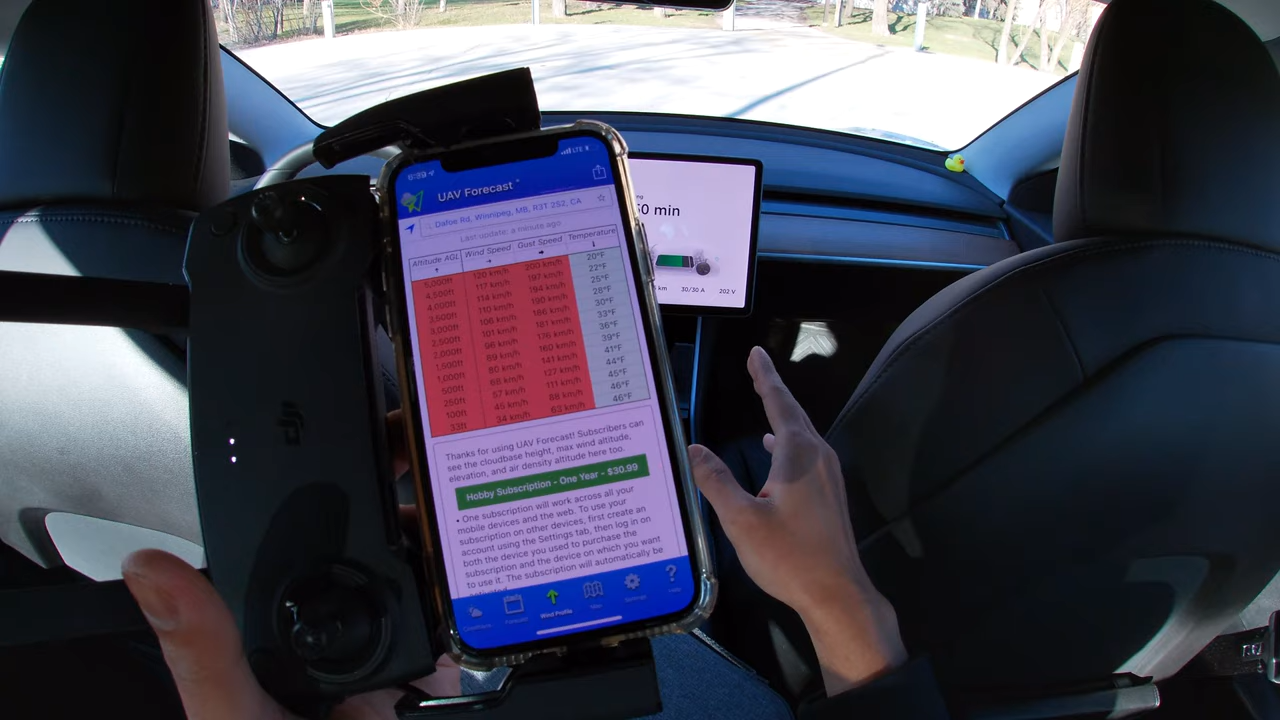 6:29
LTE
UAV Forecast
Dafoe Rd, Winnipeg, MB, R3T 2S2, CA
Last update: a minute ago
Altitude AGL Wind Speed Gust Speed Temperature
5,000ft 120 km/h 200 km/h 20°F
4,500ft 117 km/h 197 km/h 22°F
4,000ft 114 km/h 194 km/h 25°F
3,500ft 110 km/h 190 km/h 28°F
3,000ft 106 km/h 186 km/h 30°F
2,500ft 101 km/h 181 km/h 33°F
2,000ft 96 km/h 176 km/h 36°F
1,500ft 89 km/h 160 km/h 39°F
1,000ft 80 km/h 141 km/h 41°F
500ft 68 km/h 127 km/h 44°F
250ft 57 km/h 111 km/h 45°F
100ft 45 km/h 88 km/h 46°F
33ft 34 km/h 63 km/h 46°F
Thanks for using UAV Forecast! Subscribers can
see the cloudbase height, max wind altitude,
elevation, and air density altitude here too.
Hobby Subscription - One Year - $30.99
• One subscription will work across all your
mobile devices and the web. To use your
subscription on other devices, first create an
account using the Settings tab, then log in on
both the device you used to purchase the
subscription and the device on which you want
to use it. The subscription will automatically be
Forecast Wind Profile Map Settings Help
0 min
km 30/30 A 202 V
dji